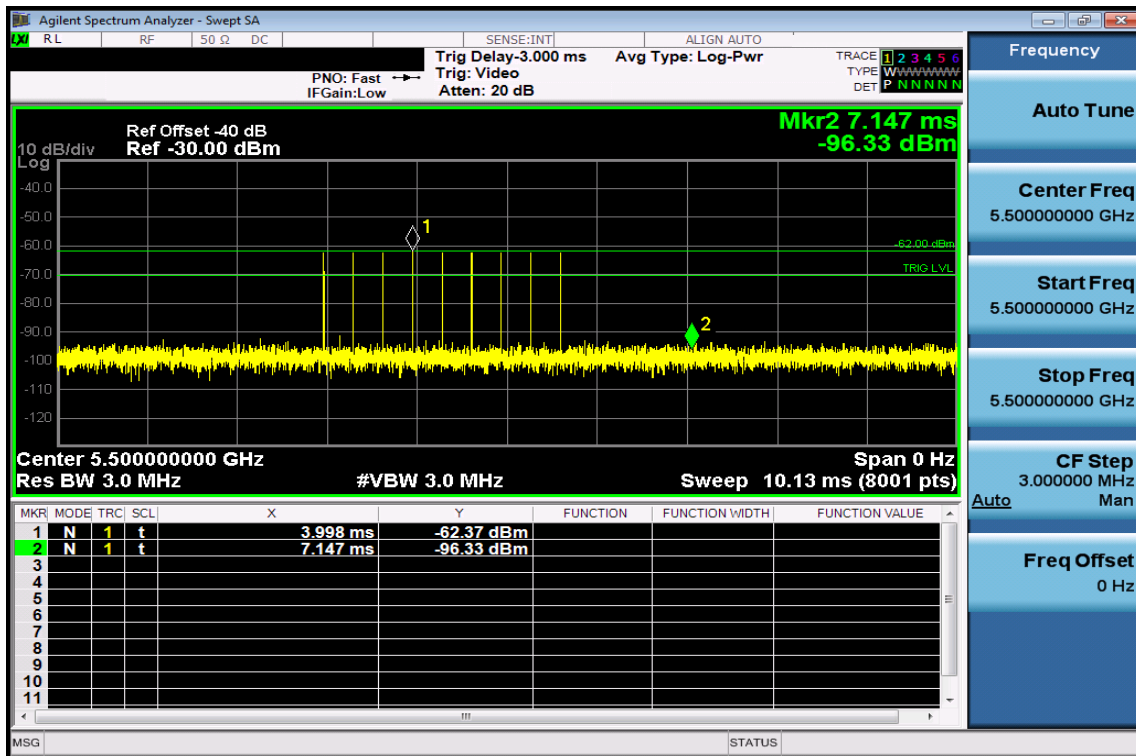 Agilent Spectrum Analyzer - Swept SA
LXI RL RF 50 Ω DC SENSE:INT ALIGN AUTO
Trig Delay-3.000 ms Avg Type: Log-Pwr TRACE 1 2 3 4 5 6
PNO: Fast Trig: Video TYPE WWWWWW
IFGain:Low Atten: 20 dB DET P N N N N N
Mkr2 7.147 ms
-96.33 dBm
Ref Offset -40 dB
10 dB/div Ref -30.00 dBm
Log
-40.0
-50.0
1
-60.0
-62.00 dBm
TRIG LVL
-70.0
-80.0
2
-90.0
-100
-110
-120
Center 5.500000000 GHz Span 0 Hz
Res BW 3.0 MHz #VBW 3.0 MHz Sweep 10.13 ms (8001 pts)
MKR MODE TRC SCL X Y FUNCTION FUNCTION WIDTH FUNCTION VALUE
1 N 1 t 3.998 ms -62.37 dBm
2 N 1 t 7.147 ms -96.33 dBm
3
4
5
6
7
8
9
10
11
MSG STATUS
Frequency
Auto Tune
Center Freq
5.500000000 GHz
Start Freq
5.500000000 GHz
Stop Freq
5.500000000 GHz
CF Step
3.000000 MHz
Auto Man
Freq Offset
0 Hz